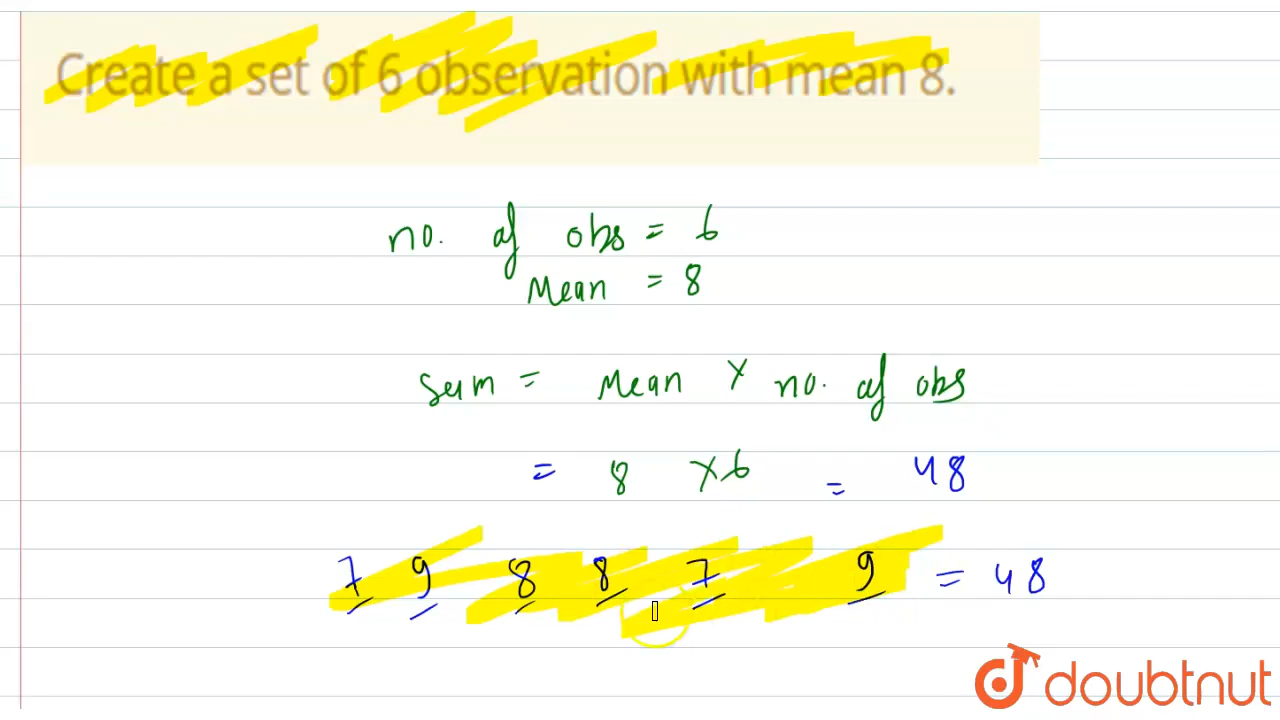 Create a set of 6 observation with mean 8.
no. of obs = 6
Mean = 8
Sum = Mean × no. of obs
= 8 × 6 = 48
7 9 8 8 7 9 = 48
doubtnut